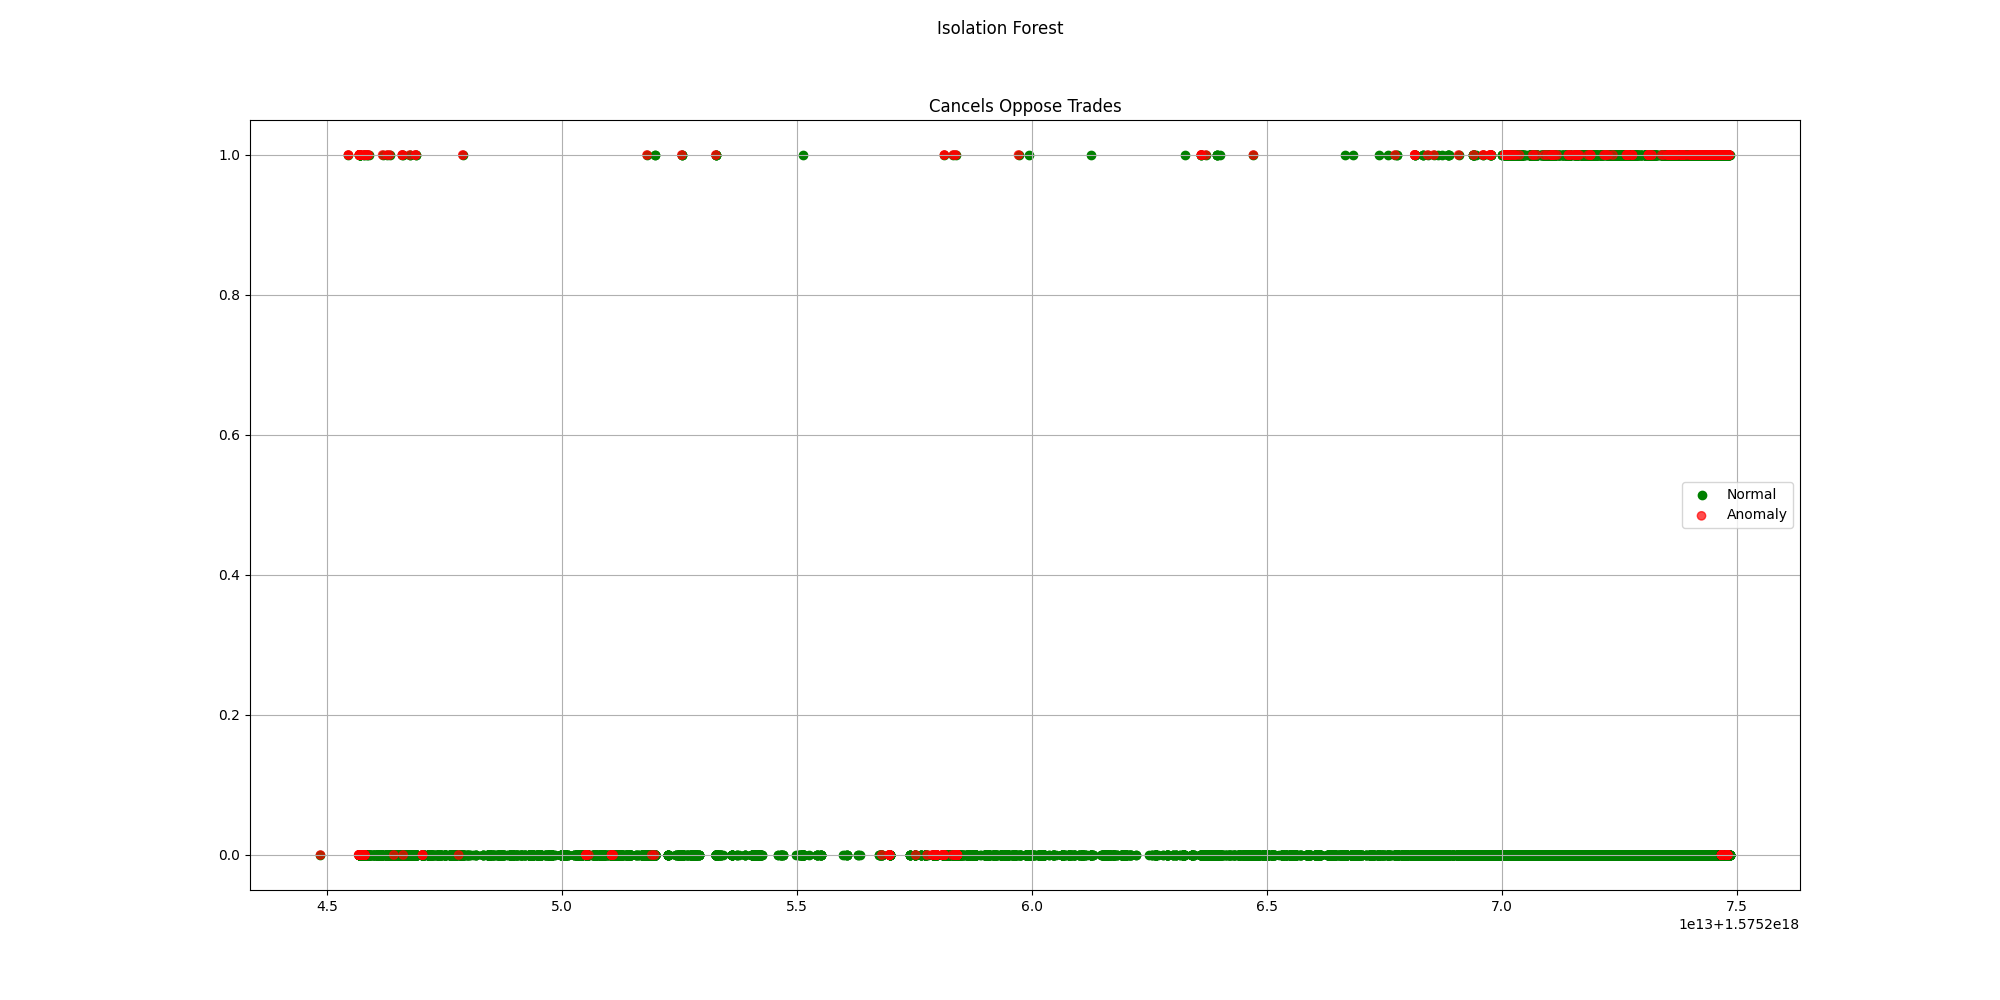 Isolation Forest
Cancels Oppose Trades
1.0
0.8
0.6
Normal
Anomaly
0.4
0.2
0.0
4.5 5.0 5.5 6.0 6.5 7.0 7.5
1e13+1.5752e18